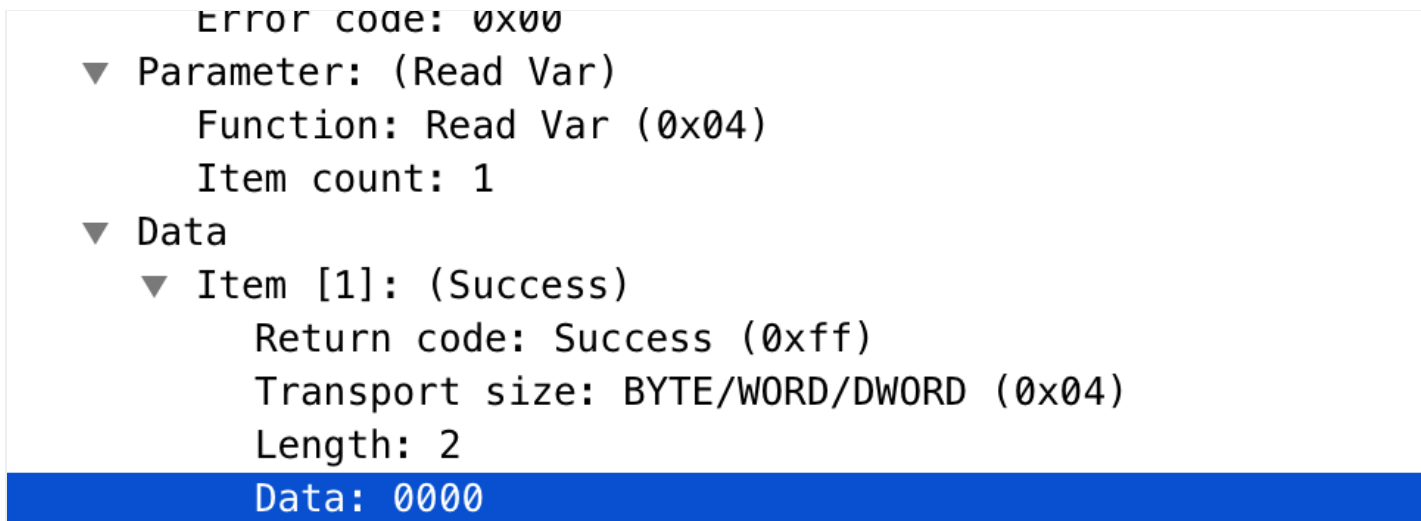 Error code: 0x00
Parameter: (Read Var)
Function: Read Var (0x04)
Item count: 1
Data
Item [1]: (Success)
Return code: Success (0xff)
Transport size: BYTE/WORD/DWORD (0x04)
Length: 2
Data: 0000